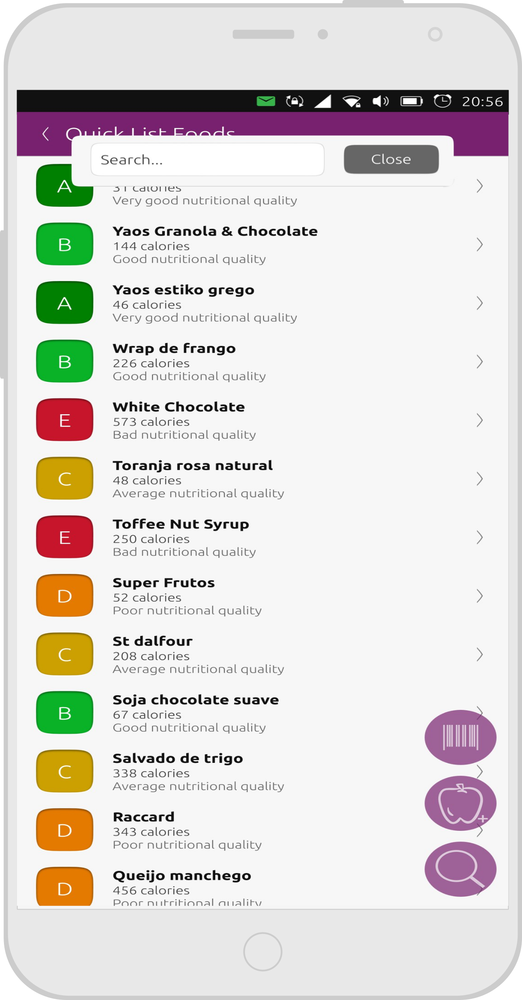 20:56
Quick List Foods
Search...
Close
A
31 calories
Very good nutritional quality
B
Yaos Granola & Chocolate
144 calories
Good nutritional quality
A
Yaos estiko grego
46 calories
Very good nutritional quality
B
Wrap de frango
226 calories
Good nutritional quality
E
White Chocolate
573 calories
Bad nutritional quality
C
Toranja rosa natural
48 calories
Average nutritional quality
E
Toffee Nut Syrup
250 calories
Bad nutritional quality
D
Super Frutos
52 calories
Poor nutritional quality
C
St dalfour
208 calories
Average nutritional quality
B
Soja chocolate suave
67 calories
Good nutritional quality
C
Salvado de trigo
338 calories
Average nutritional quality
D
Raccard
343 calories
Poor nutritional quality
D
Queijo manchego
456 calories
Poor nutritional quality